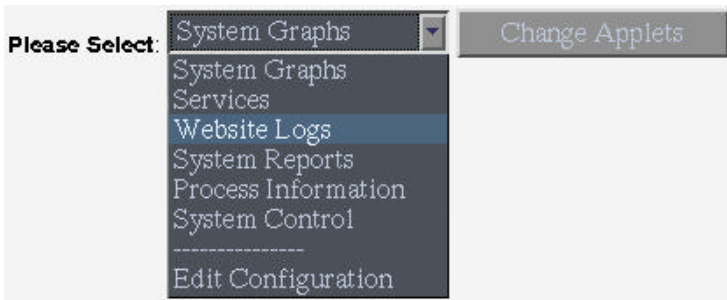 Please Select: System Graphs Change Applets
System Graphs
Services
Website Logs
System Reports
Process Information
System Control
---------------
Edit Configuration